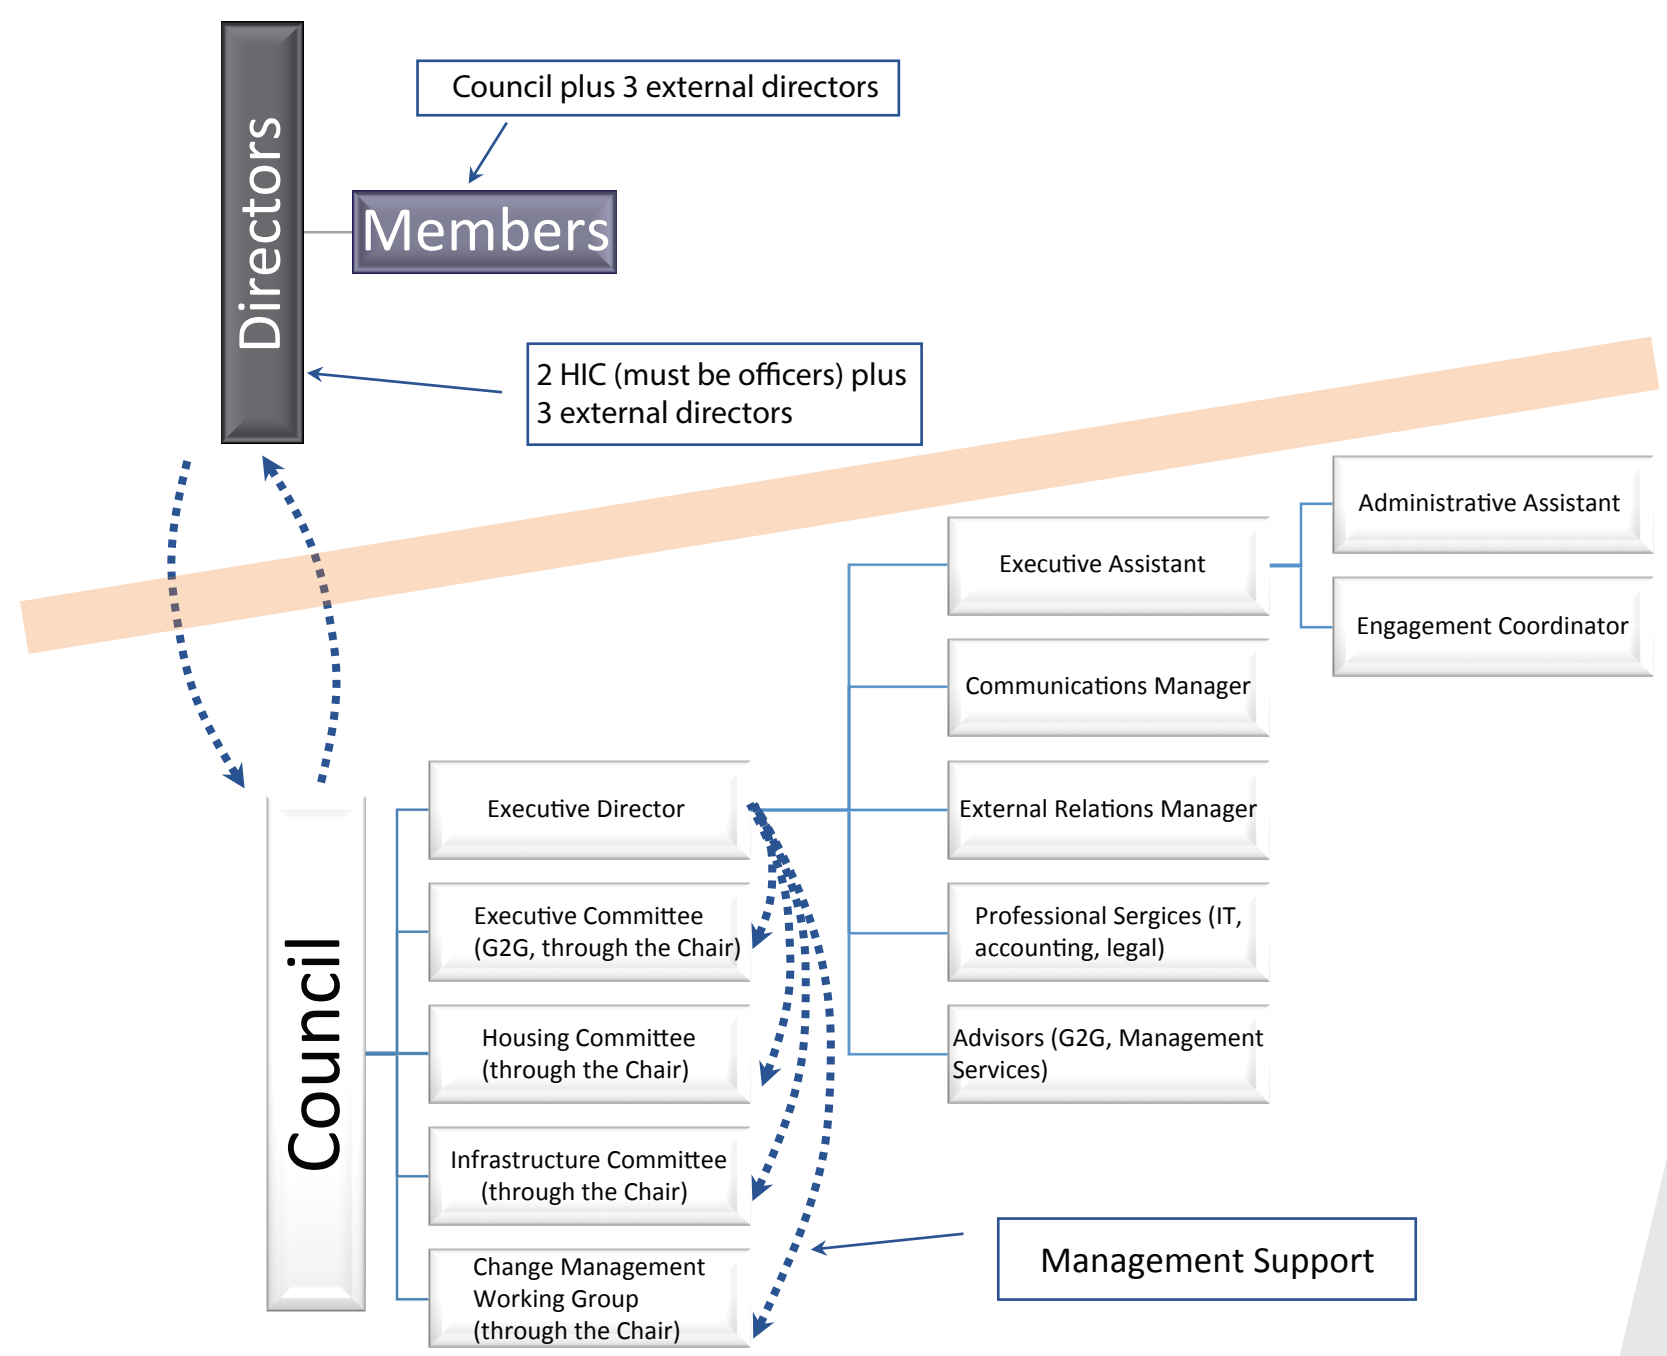 Directors
Council plus 3 external directors
Members
2 HIC (must be officers) plus
3 external directors
Council
Executive Director
Executive Committee
(G2G, through the Chair)
Housing Committee
(through the Chair)
Infrastructure Committee
(through the Chair)
Change Management
Working Group
(through the Chair)
Executive Assistant
Communications Manager
External Relations Manager
Professional Sergices (IT,
accounting, legal)
Advisors (G2G, Management
Services)
Administrative Assistant
Engagement Coordinator
Management Support